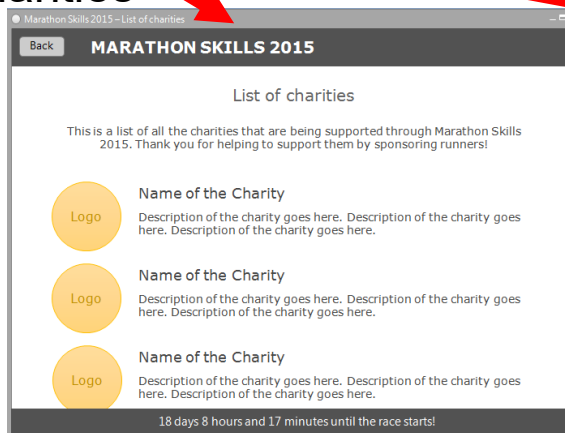 Marathon Skills 2015 – List of charities
Back
MARATHON SKILLS 2015
List of charities
This is a list of all the charities that are being supported through Marathon Skills
2015. Thank you for helping to support them by sponsoring runners!
Logo
Name of the Charity
Description of the charity goes here. Description of the charity goes
here. Description of the charity goes here.
Logo
Name of the Charity
Description of the charity goes here. Description of the charity goes
here. Description of the charity goes here.
Logo
Name of the Charity
Description of the charity goes here. Description of the charity goes
here. Description of the charity goes here.
18 days 8 hours and 17 minutes until the race starts!